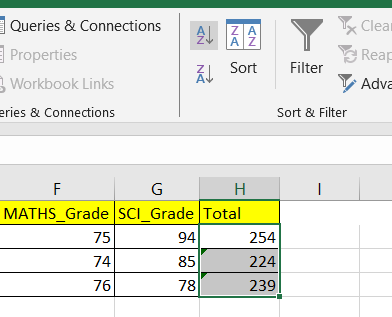 Queries & Connections
Properties
Workbook Links
eries & Connections
A Z
Z A
Z A A Z
Sort
Filter
Clea
Reap
Adva
Sort & Filter
F G H I
MATHS_Grade SCI_Grade Total
75 94 254
74 85 224
76 78 239